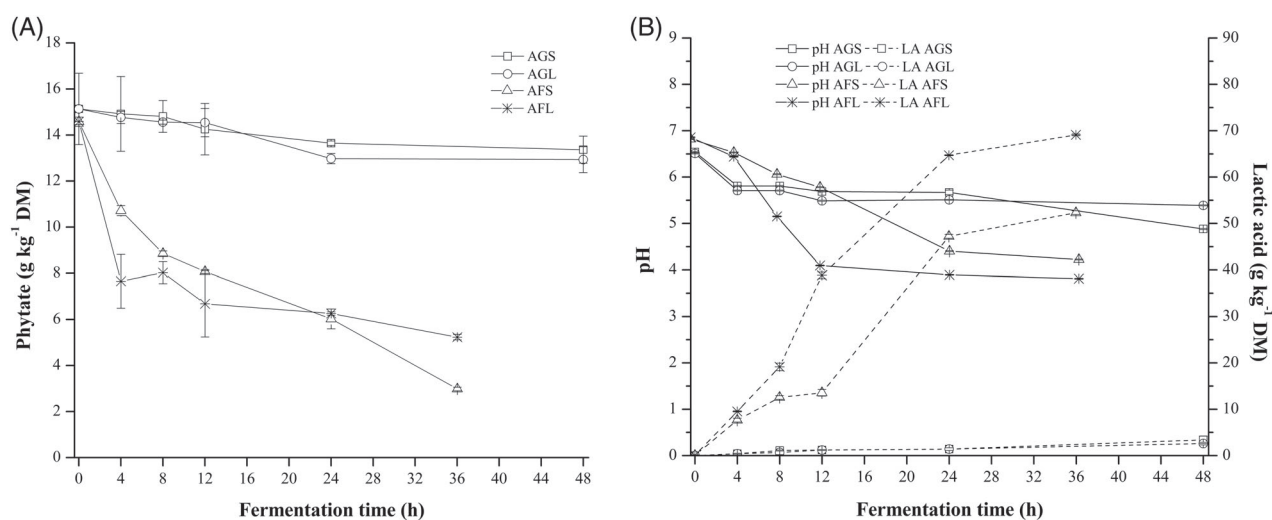 (A)
18
16
14
12
10
8
6
4
2
0
Phytate (g kg⁻¹ DM)
AGS
AGL
AFS
AFL
0 4 8 12 16 20 24 28 32 36 40 44 48
Fermentation time (h)
(B)
9
8
7
6
5
4
3
2
1
0
pH
pH AGS LA AGS
pH AGL LA AGL
pH AFS LA AFS
pH AFL LA AFL
90
80
70
60
50
40
30
20
10
0
Lactic acid (g kg⁻¹ DM)
0 4 8 12 16 20 24 28 32 36 40 44 48
Fermentation time (h)